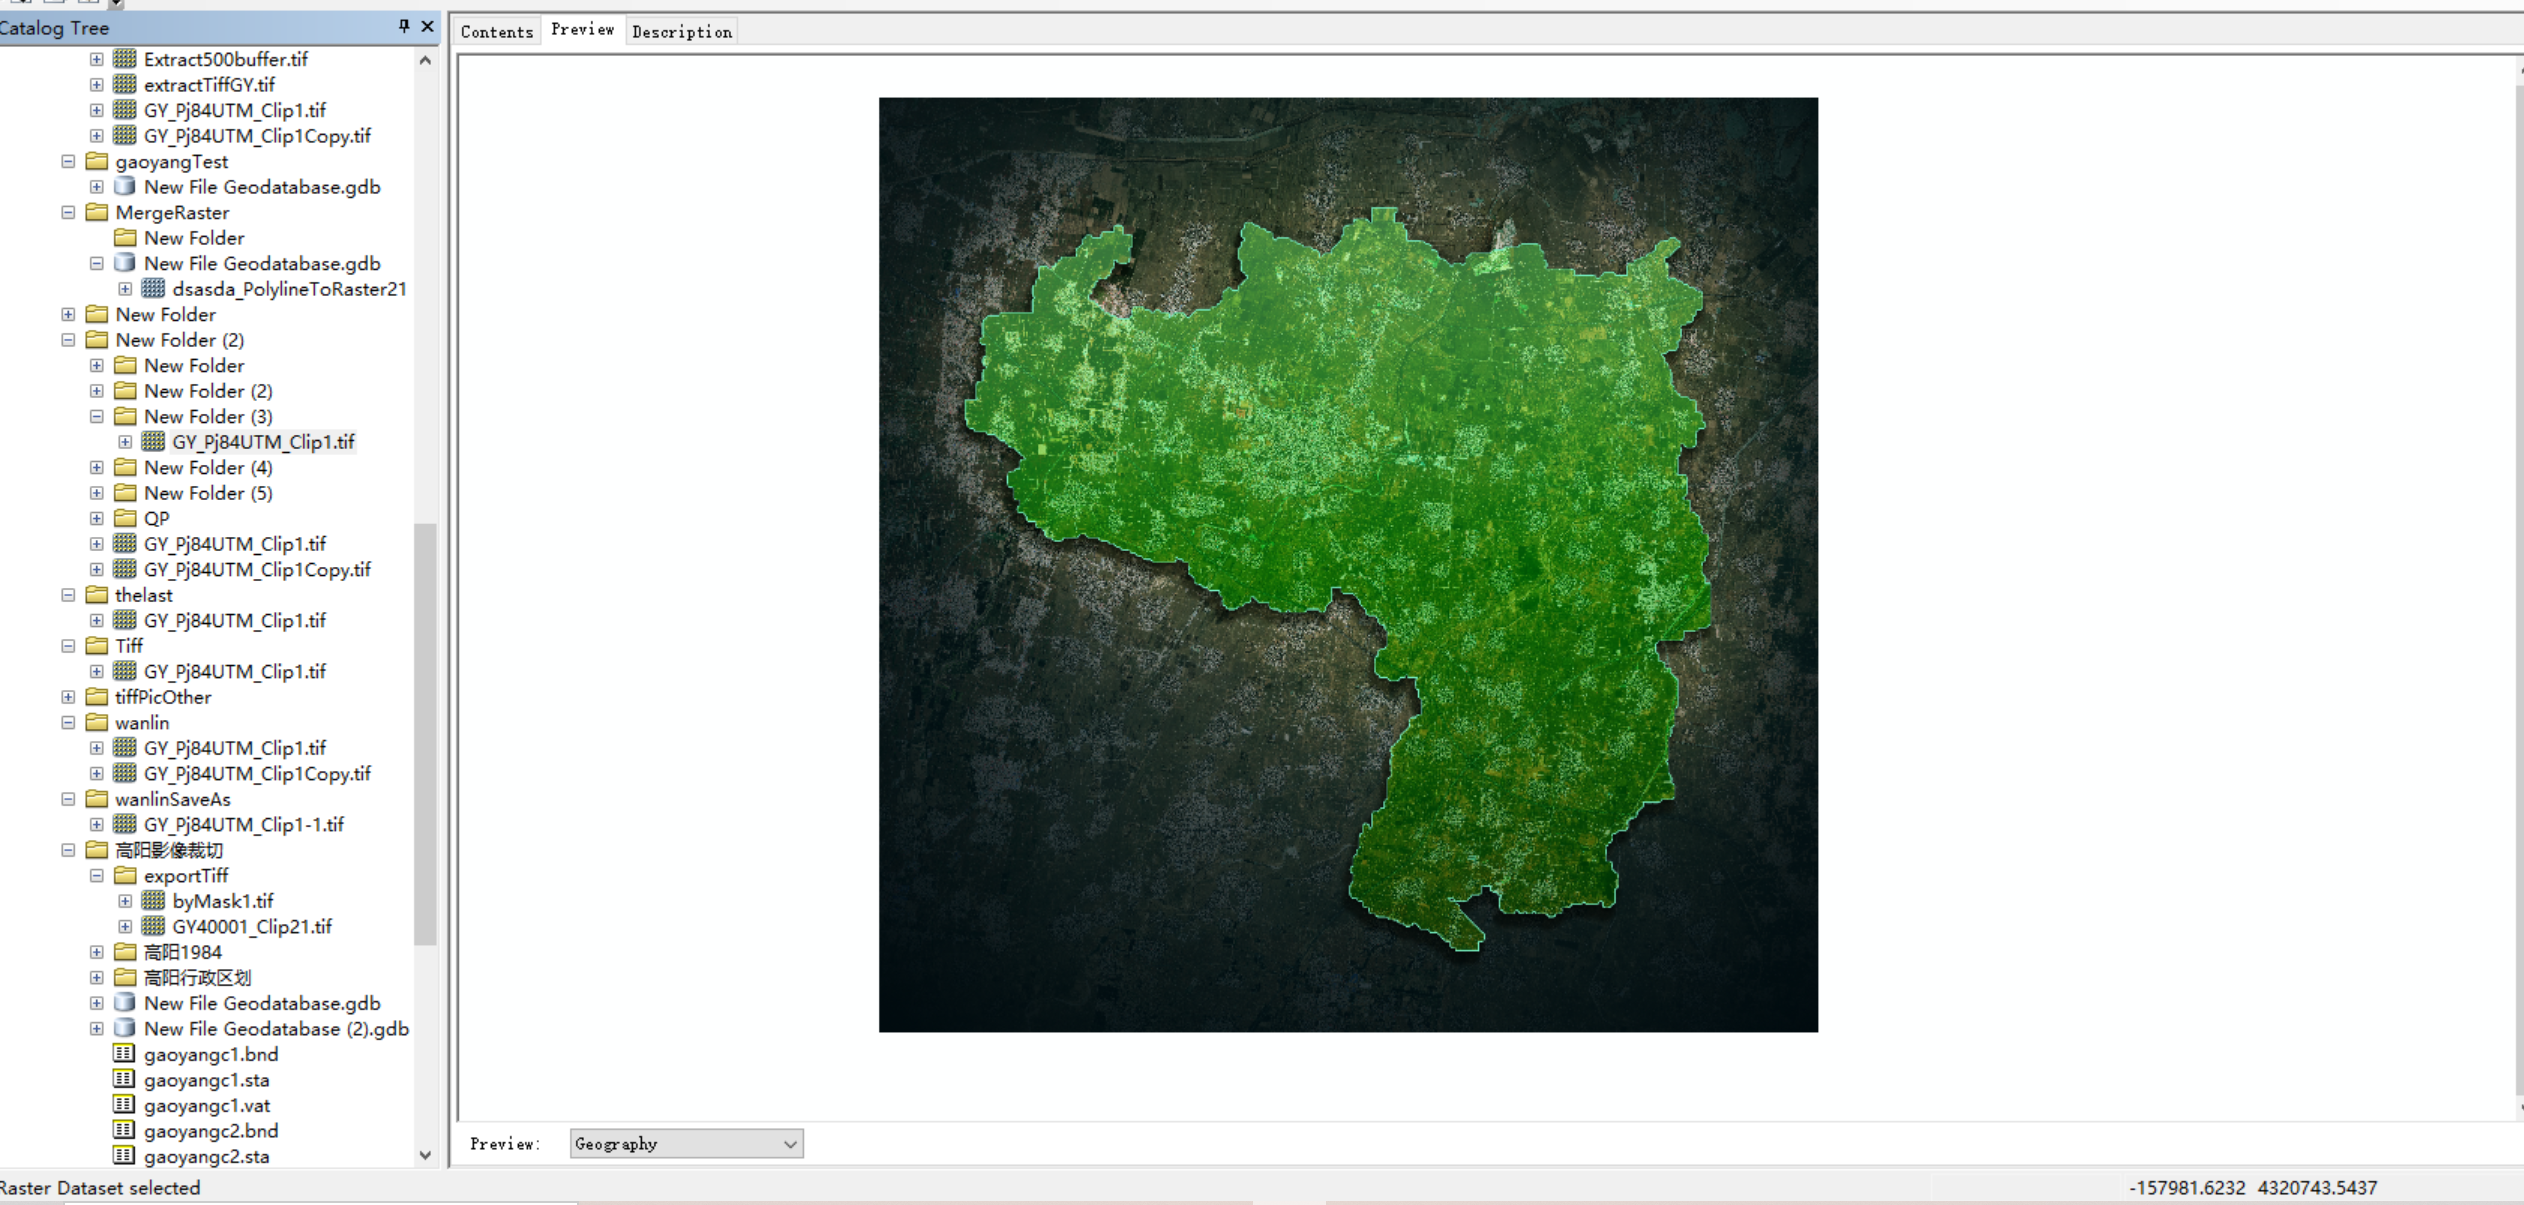 Catalog Tree
Contents
Preview
Description
Extract500buffer.tif
extractTiffGY.tif
GY_Pj84UTM_Clip1.tif
GY_Pj84UTM_Clip1Copy.tif
gaoyangTest
New File Geodatabase.gdb
MergeRaster
New Folder
New File Geodatabase.gdb
dsasda_PolylineToRaster21
New Folder
New Folder (2)
New Folder
New Folder (2)
New Folder (3)
GY_Pj84UTM_Clip1.tif
New Folder (4)
New Folder (5)
QP
GY_Pj84UTM_Clip1.tif
GY_Pj84UTM_Clip1Copy.tif
thelast
GY_Pj84UTM_Clip1.tif
Tiff
GY_Pj84UTM_Clip1.tif
tiffPicOther
wanlin
GY_Pj84UTM_Clip1.tif
GY_Pj84UTM_Clip1Copy.tif
wanlinSaveAs
GY_Pj84UTM_Clip1-1.tif
高阳影像裁切
exportTiff
byMask1.tif
GY40001_Clip21.tif
高阳1984
高阳行政区划
New File Geodatabase.gdb
New File Geodatabase (2).gdb
gaoyangc1.bnd
gaoyangc1.sta
gaoyangc1.vat
gaoyangc2.bnd
gaoyangc2.sta
Preview: Geography
Raster Dataset selected
-157981.6232 4320743.5437